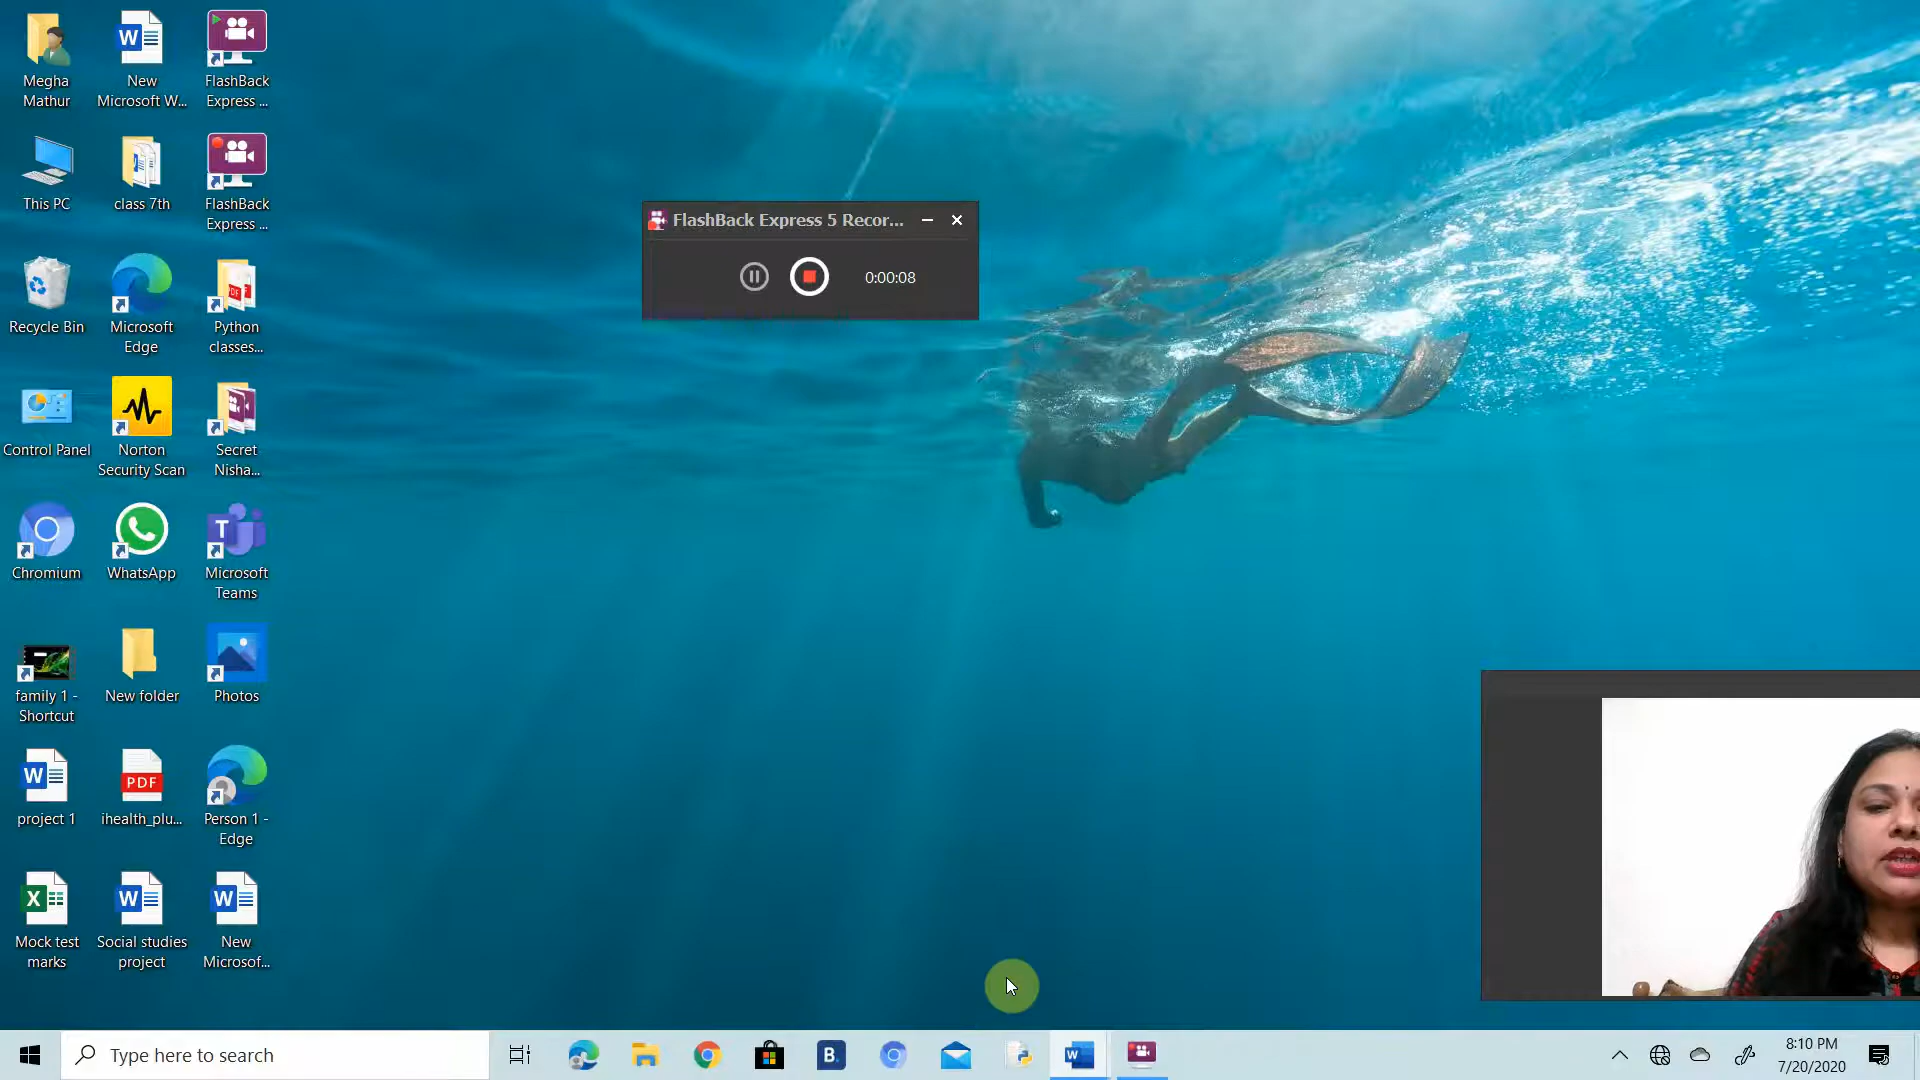 Megha
Mathur
New
Microsoft W...
FlashBack
Express ...
This PC
class 7th
FlashBack
Express ...
Recycle Bin
Microsoft
Edge
Python
classes...
Control Panel
Norton
Security Scan
Secret
Nisha...
Chromium
WhatsApp
Microsoft
Teams
family 1 -
Shortcut
New folder
Photos
project 1
PDF
ihealth_plu...
Person 1 -
Edge
Mock test
marks
Social studies
project
New
Microsof...
FlashBack Express 5 Recor...
0:00:08
Type here to search
B.
8:10 PM
7/20/2020